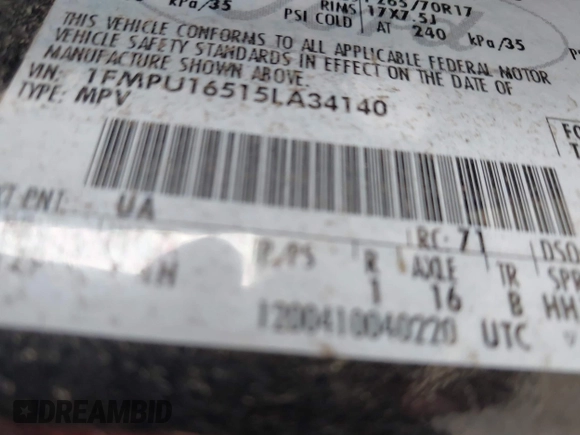 265/70R17
kPa/35 RIMS 17X7.5J
PSI COLD AT 240 kPa/35
THIS VEHICLE CONFORMS TO ALL APPLICABLE FEDERAL MOTOR
VEHICLE SAFETY STANDARDS IN EFFECT ON THE DATE OF
MANUFACTURE SHOWN ABOVE.
VIN: 1FMPU16515LA34140
TYPE: MPV
PNT: UA
RC: 71 DSO
R AXLE TR
1 16 B
1200410040220 UTC
DREAMBID